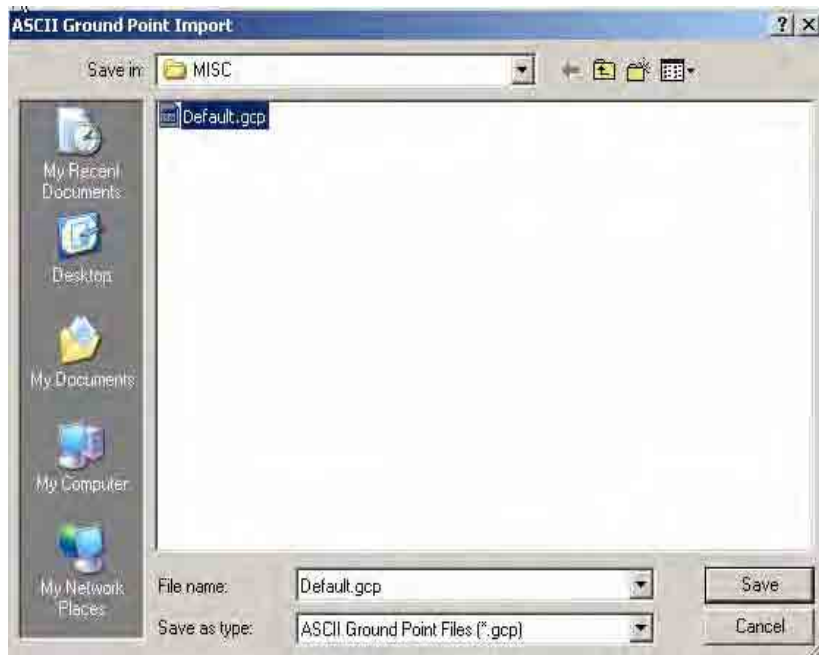 ASCII Ground Point Import
Save in: MISC
Default.gcp
My Recent
Documents
Desktop
My Documents
My Computer
My Network
Places
File name: Default.gcp Save
Save as type: ASCII Ground Point Files (*.gcp) Cancel